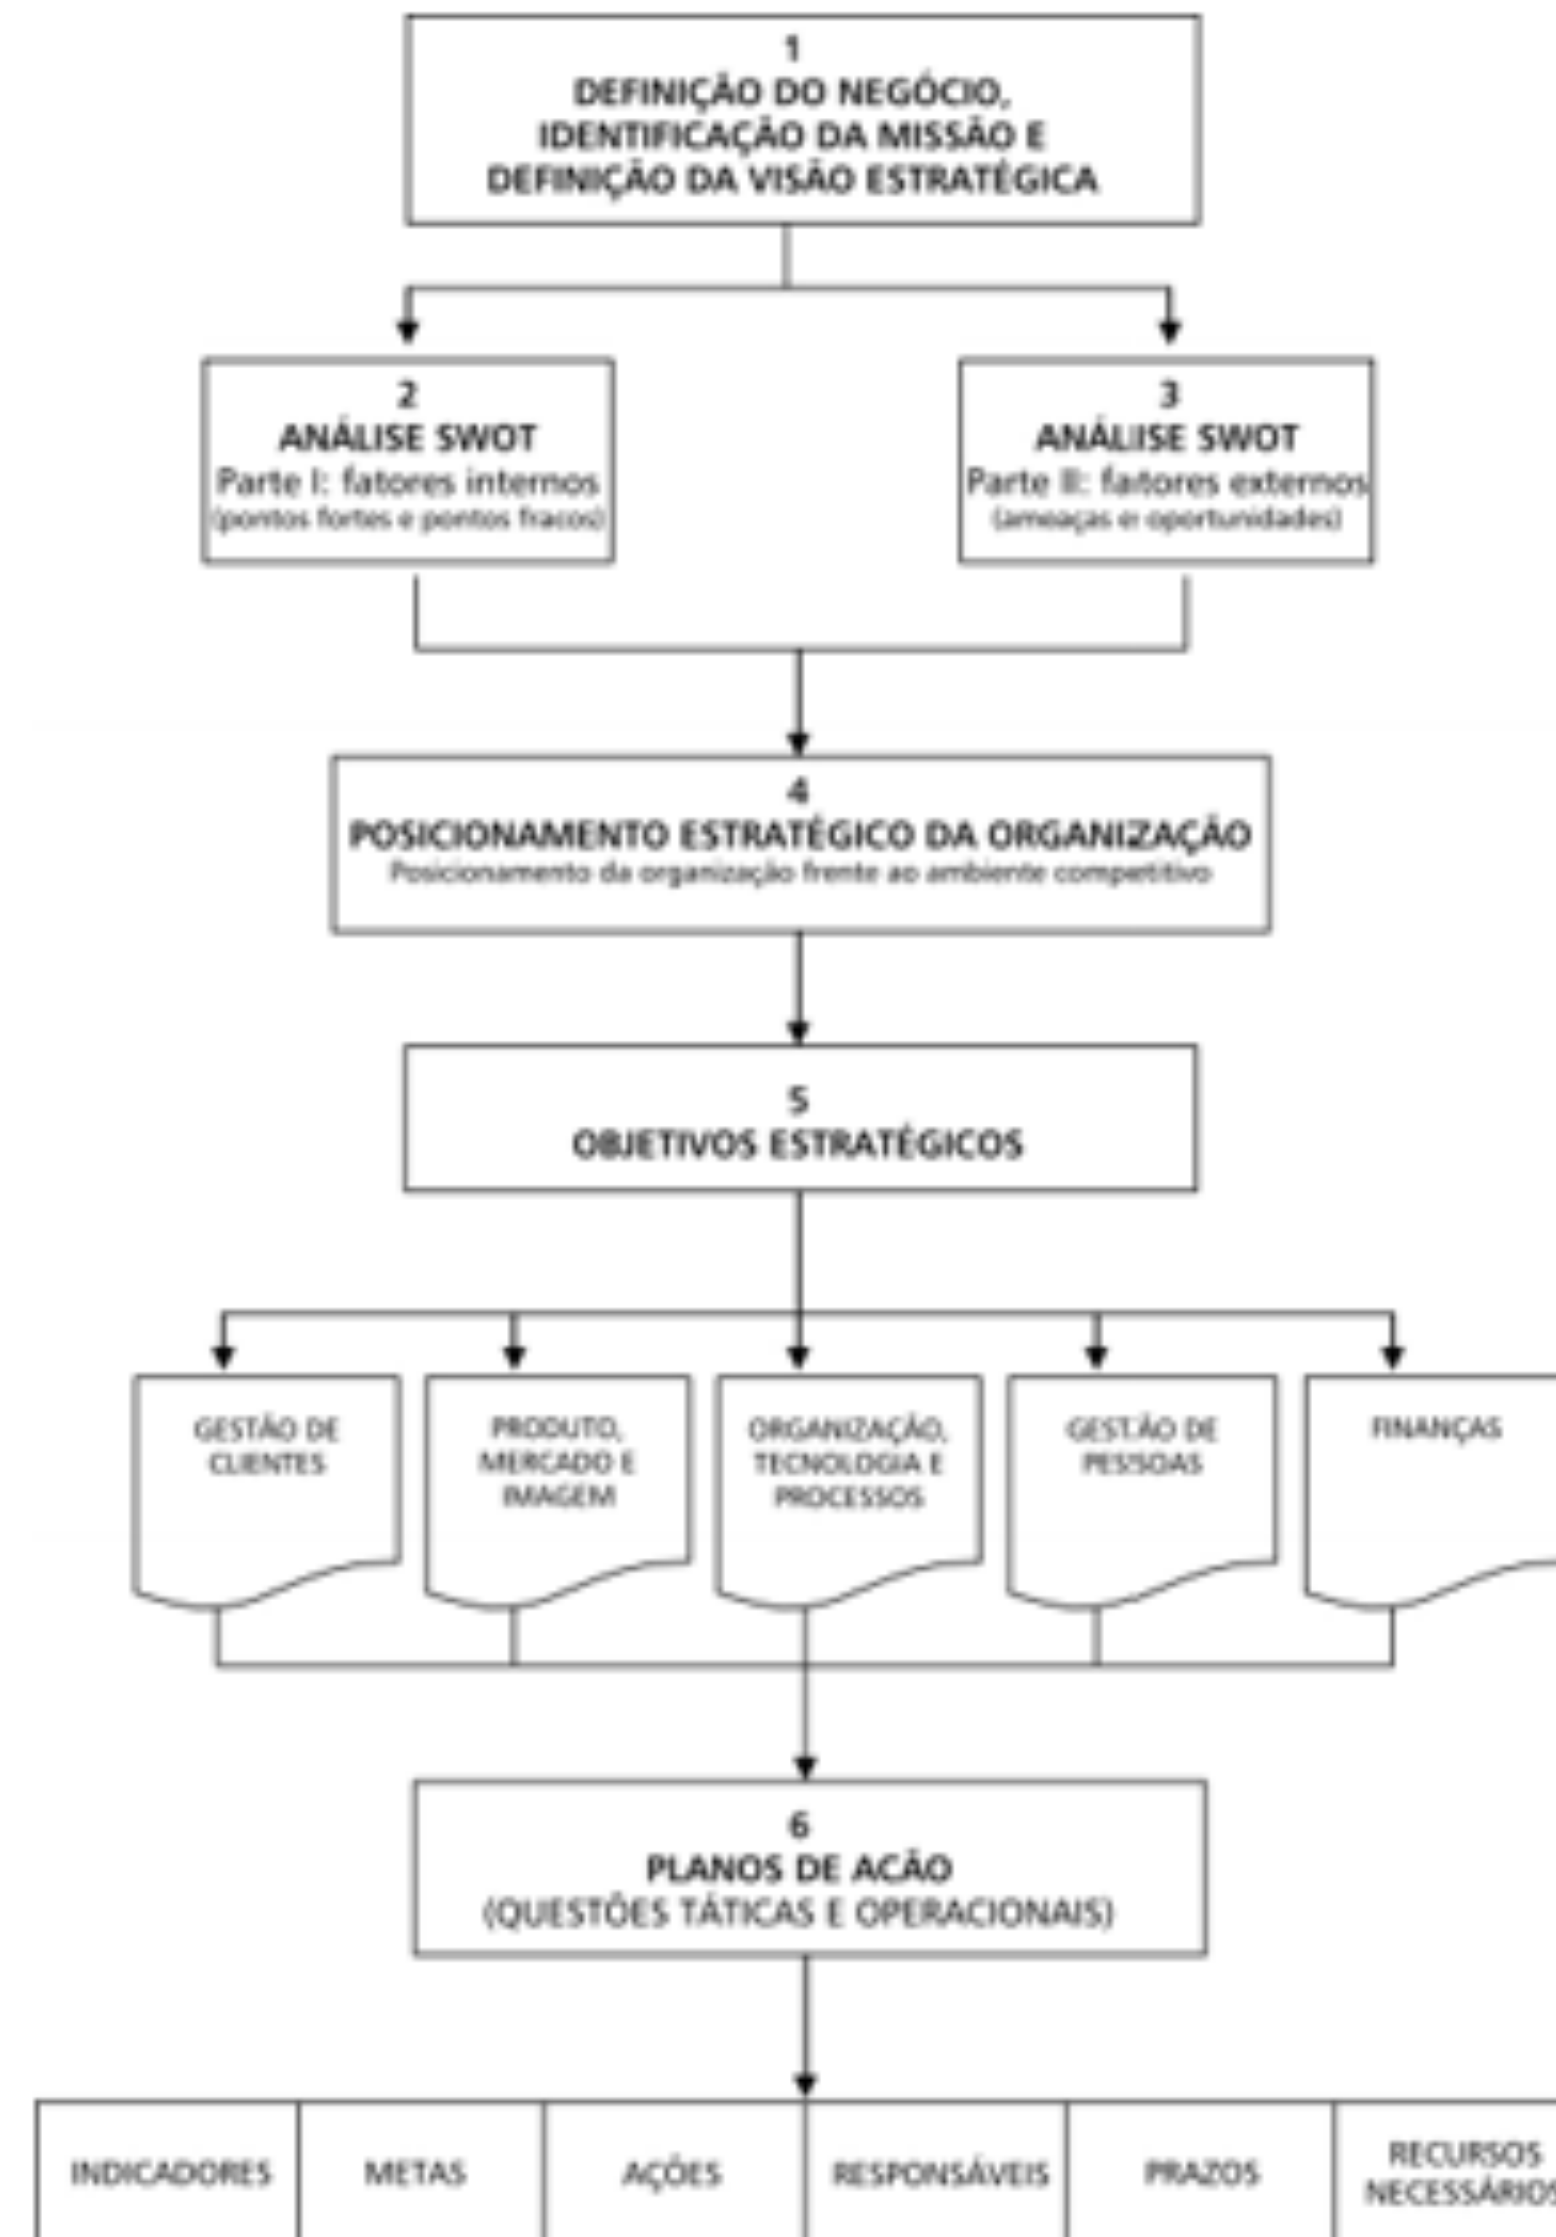 1
DEFINIÇÃO DO NEGÓCIO,
IDENTIFICAÇÃO DA MISSÃO E
DEFINIÇÃO DA VISÃO ESTRATÉGICA
2
ANÁLISE SWOT
Parte I: fatores internos
(pontos fortes e pontos fracos)
3
ANÁLIISE SWOT
Parte II: faitores externos
(ameaças e oportunidades)
4
POSICIONAMENTO ESTRATÉGICO DA ORGANIZAÇÃO
Posicionamento da organização frente ao ambiente competitivo
5
OBJETIVOS ESTRATÉGICOS
GESTÃO DE
CLIENTES
PRODUTO,
MERCADO E
IMAGEM
ORGANIZAÇÃO,
TECNOLOGIA E
PROCESSOS
GESTÃO DE
PESSOAS
FINANÇAS
6
PLANOS DE ACÃO
(QUESTÕES TÁTICAS E OPERACIONAIS)
INDICADORES
METAS
AÇÕES
RESPONSÁVEIS
PRAZOS
RECURSOS
NECESSÁRIOS